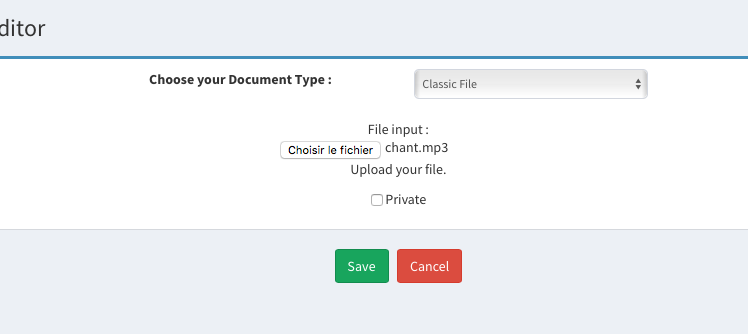 ditor
Choose your Document Type :
Classic File
File input :
Choisir le fichier chant.mp3
Upload your file.
Private
Save Cancel